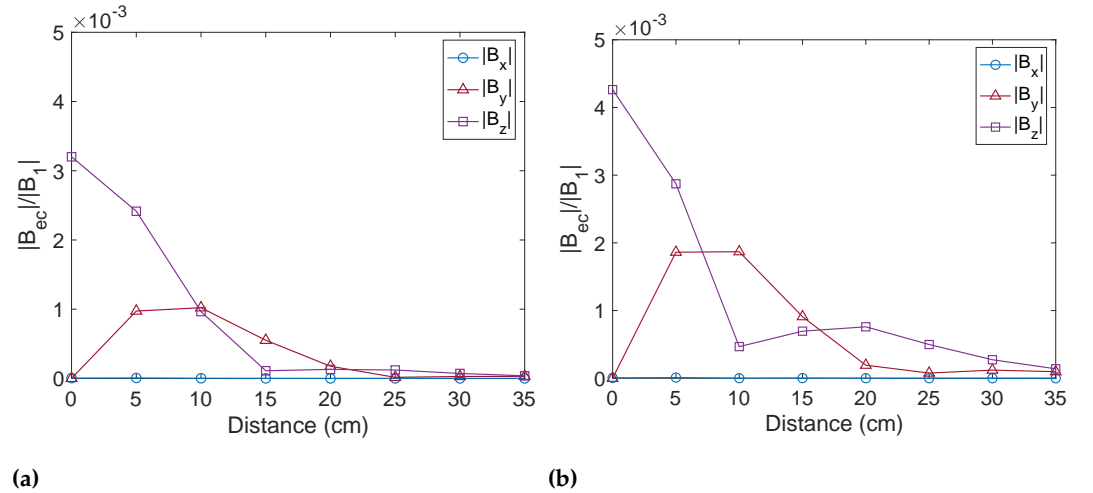 ×10⁻³
5
4
3
2
1
0
|B_ec|/|B_1|
0 5 10 15 20 25 30 35
Distance (cm)
|B_x|
|B_y|
|B_z|
(a)
×10⁻³
5
4
3
2
1
0
|B_ec|/|B_1|
0 5 10 15 20 25 30 35
Distance (cm)
|B_x|
|B_y|
|B_z|
(b)